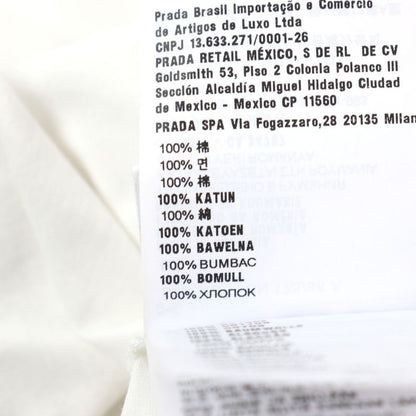 Prada Brasil Importação e Comércio
de Artigos de Luxo Ltda
CNPJ 13.633.271/0001-26
PRADA RETAIL MÉXICO, S DE RL DE CV
Goldsmith 53, Piso 2 Colonia Polanco III
Sección Alcaldía Miguel Hidalgo Ciudad
de Mexico - Mexico CP 11560
PRADA SPA Via Fogazzaro,28 20135 Milan
100% 棉
100% 면
100% 棉
100% KATUN
100% 綿
100% KATOEN
100% BAWELNA
100% BUMBAC
100% BOMULL
100% ХЛОПОК